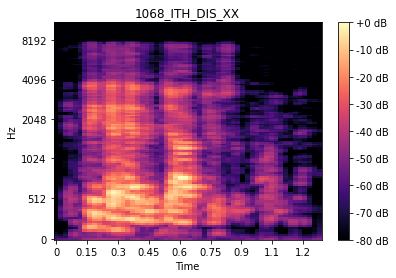 1068_ITH_DIS_XX
+0 dB
8192
-10 dB
4096
-20 dB
-30 dB
2048
Hz
-40 dB
1024
-50 dB
512
-60 dB
-70 dB
0
-80 dB
0 0.15 0.3 0.45 0.6 0.75 0.9 1.1 1.2
Time